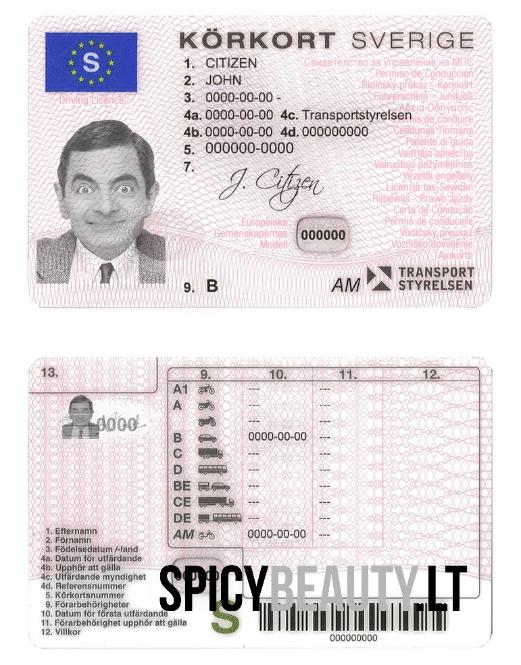 S
KÖRKORT SVERIGE
Driving Licence
1. CITIZEN
2. JOHN
3. 0000-00-00 -
4a. 0000-00-00 4c. Transportstyrelsen
4b. 0000-00-00 4d. 000000000
5. 000000-0000
7. J. Citizen
Свидетелство за управление на МПС
Permiso de Conducción
Řidičský průkaz - Kørekort
Führerschein - Juhiluba
Άδεια Οδήγησης
Permis de conduire
Ceadúnas Tiomána
Patente di guida
Vadītāja apliecība
Vairuotojo pažymėjimas
Vezetői engedély
Liċenzja tas-Sewqan
Rijbewijs - Prawo Jazdy
Carta de Condução
Permis de conducere
Vodičský preukaz
Vozniško dovoljenje
Ajokortti
Europeiska
Gemenskapernas
Modell
000000
9. B
AM
TRANSPORT
STYRELSEN
13.
9. 10. 11. 12.
0000
A1 --- ---
A --- ---
--- ---
B 0000-00-00 ---
C --- ---
D --- ---
BE --- ---
CE --- ---
DE --- ---
AM 0000-00-00 ---
1. Efternamn
2. Förnamn
3. Födelsedatum /-land
4a. Datum för utfärdande
4b. Upphör att gälla
4c. Utfärdande myndighet
4d. Referensnummer
5. Körkortsnummer
9. Förarbehörigheter
10. Datum för första utfärdande
11. Förarbehörighet upphör att gälla
12. Villkor
SPICYBEAUTY.LT
S
000000000